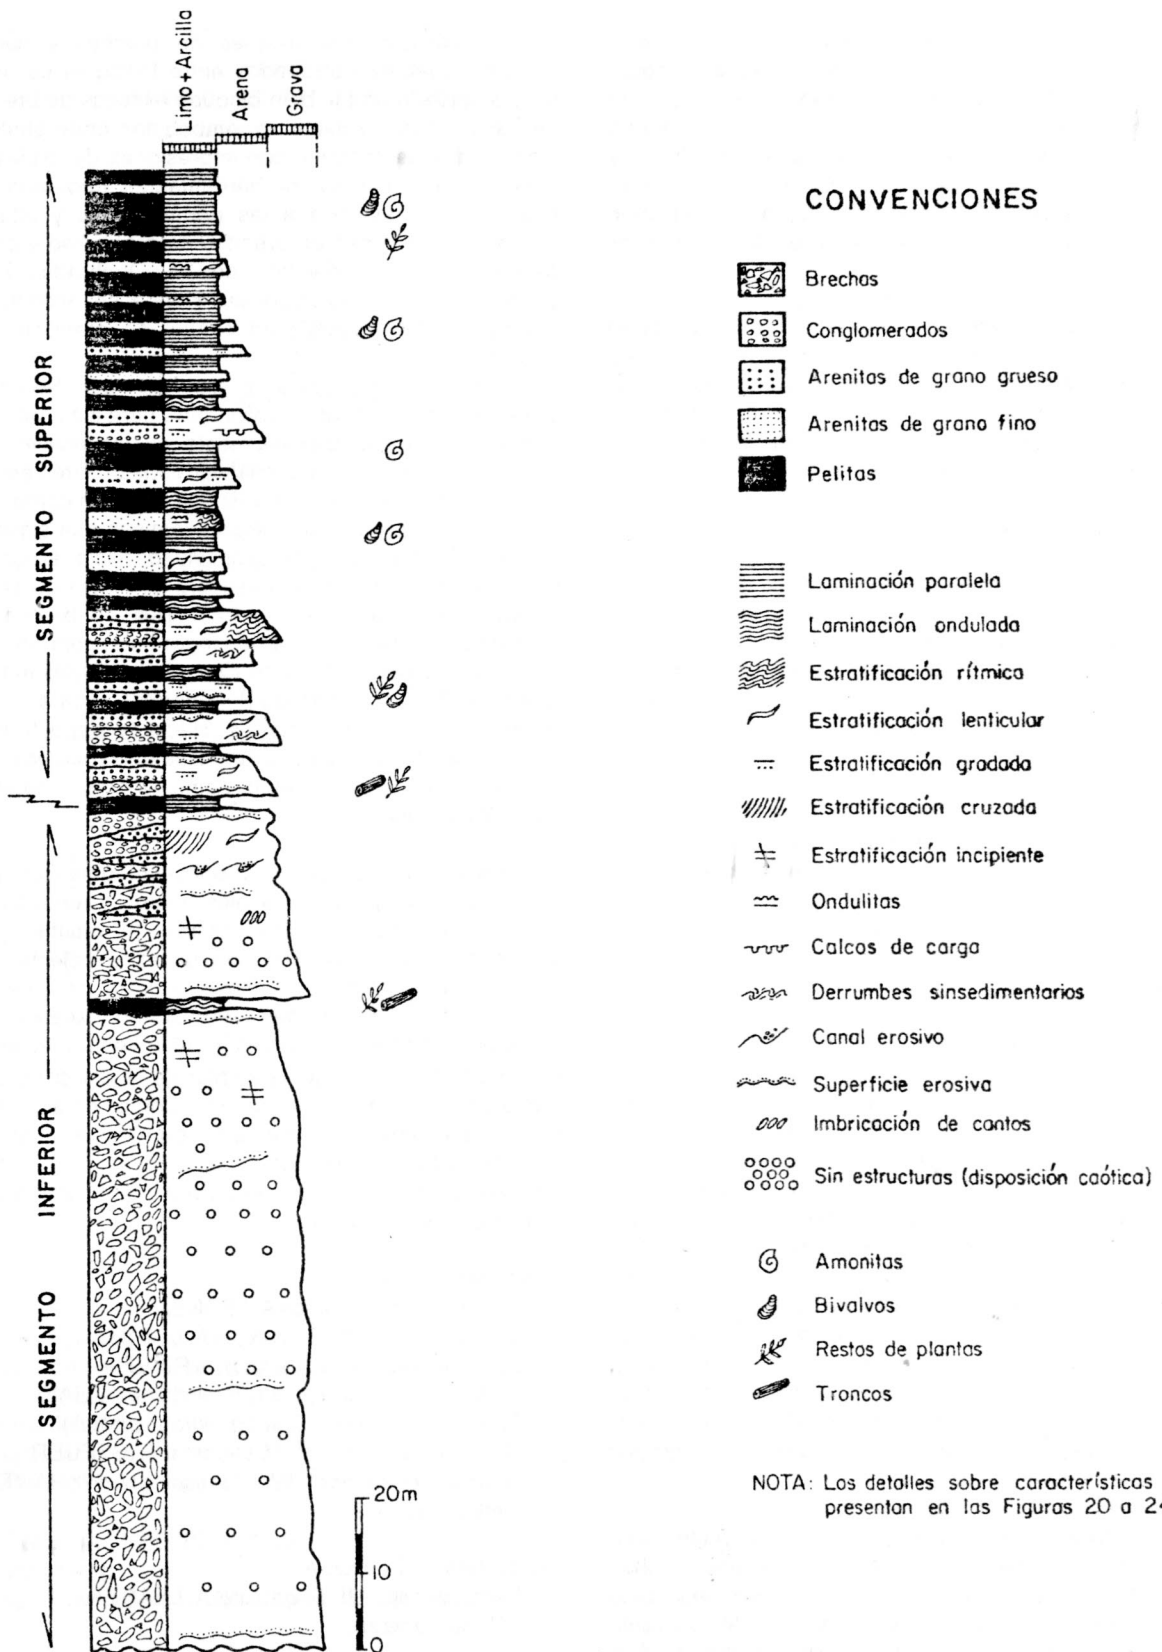 Limo+Arcilla
Arena
Grava
SEGMENTO SUPERIOR
SEGMENTO INFERIOR
20m
10
0
CONVENCIONES
Brechas
Conglomerados
Arenitas de grano grueso
Arenitas de grano fino
Pelitas
Laminación paralela
Laminación ondulada
Estratificación rítmica
Estratificación lenticular
Estratificación gradada
Estratificación cruzada
Estratificación incipiente
Ondulitas
Calcos de carga
Derrumbes sinsedimentarios
Canal erosivo
Superficie erosiva
Imbricación de cantos
Sin estructuras (disposición caótica)
Amonitas
Bivalvos
Restos de plantas
Troncos
NOTA: Los detalles sobre características
presentan en las Figuras 20 a